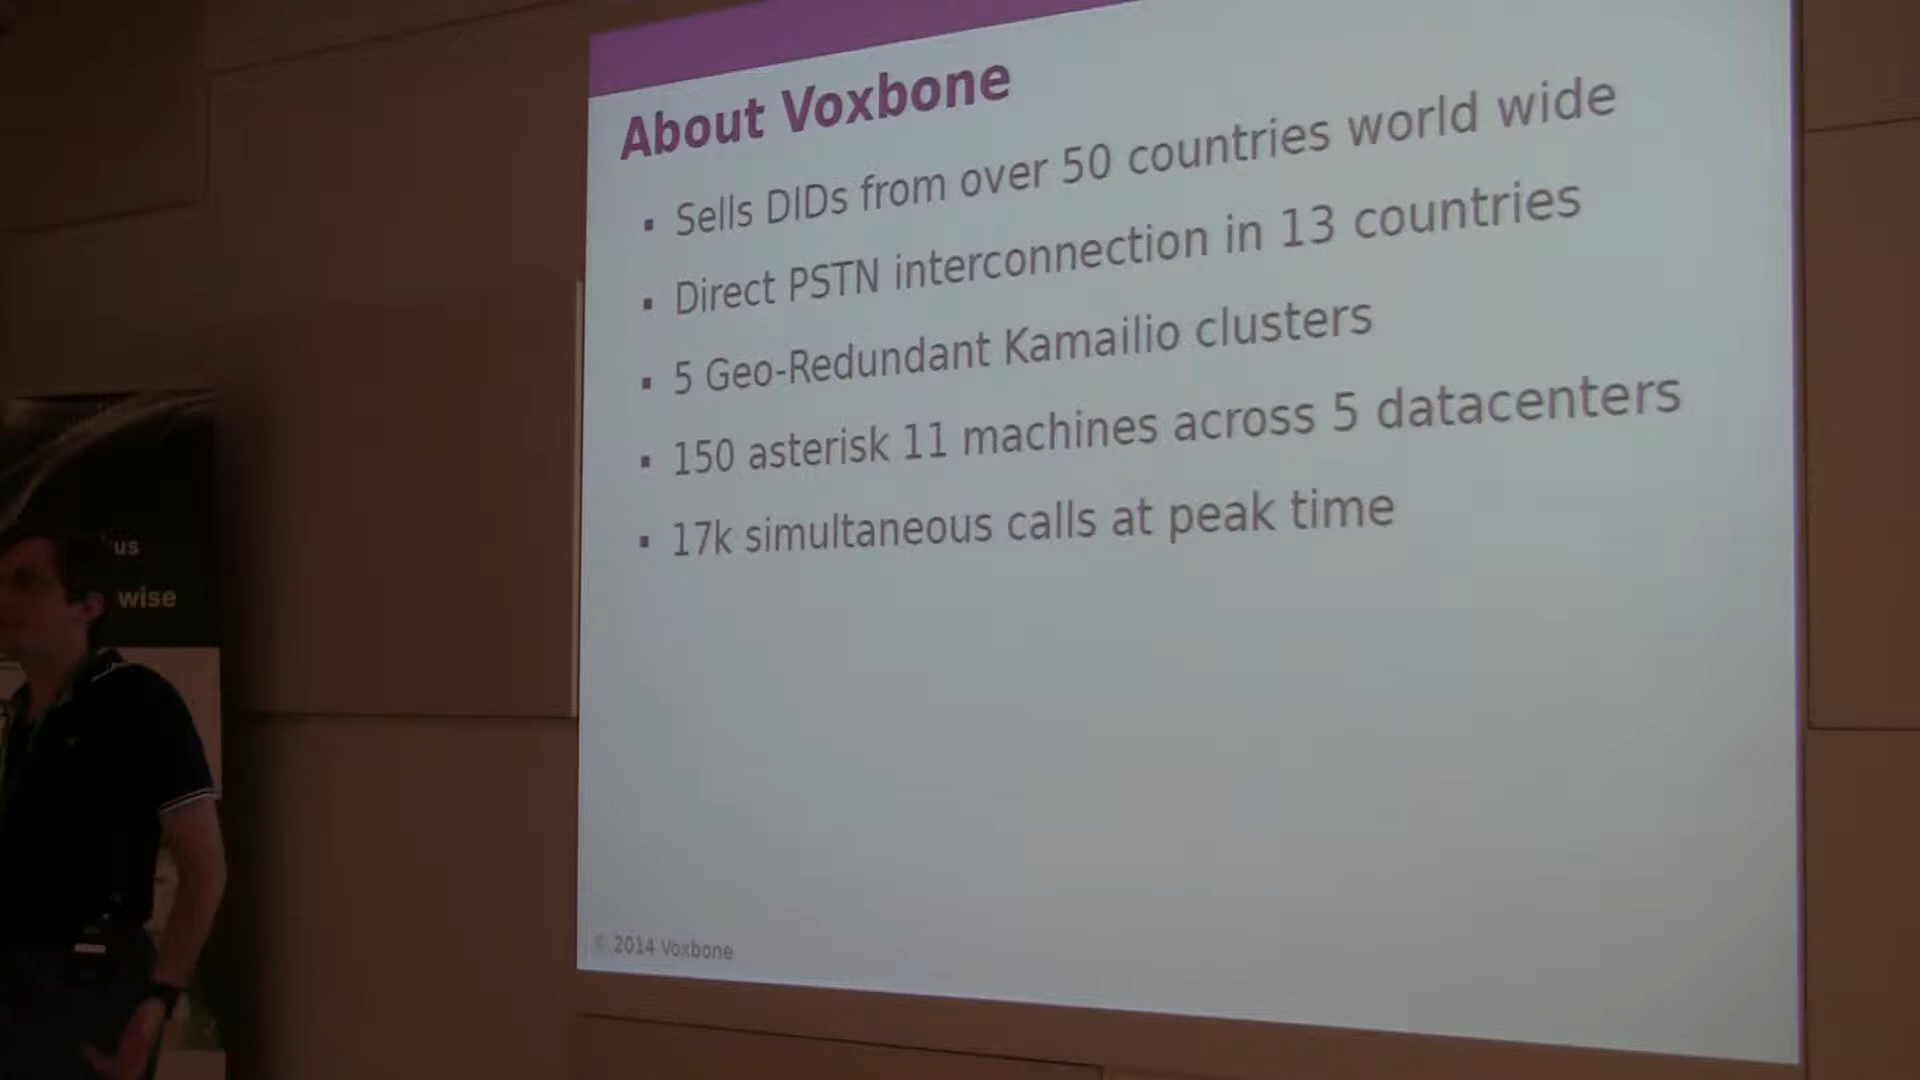 About Voxbone
▪ Sells DIDs from over 50 countries world wide
▪ Direct PSTN interconnection in 13 countries
▪ 5 Geo-Redundant Kamailio clusters
▪ 150 asterisk 11 machines across 5 datacenters
▪ 17k simultaneous calls at peak time
© 2014 Voxbone
wise